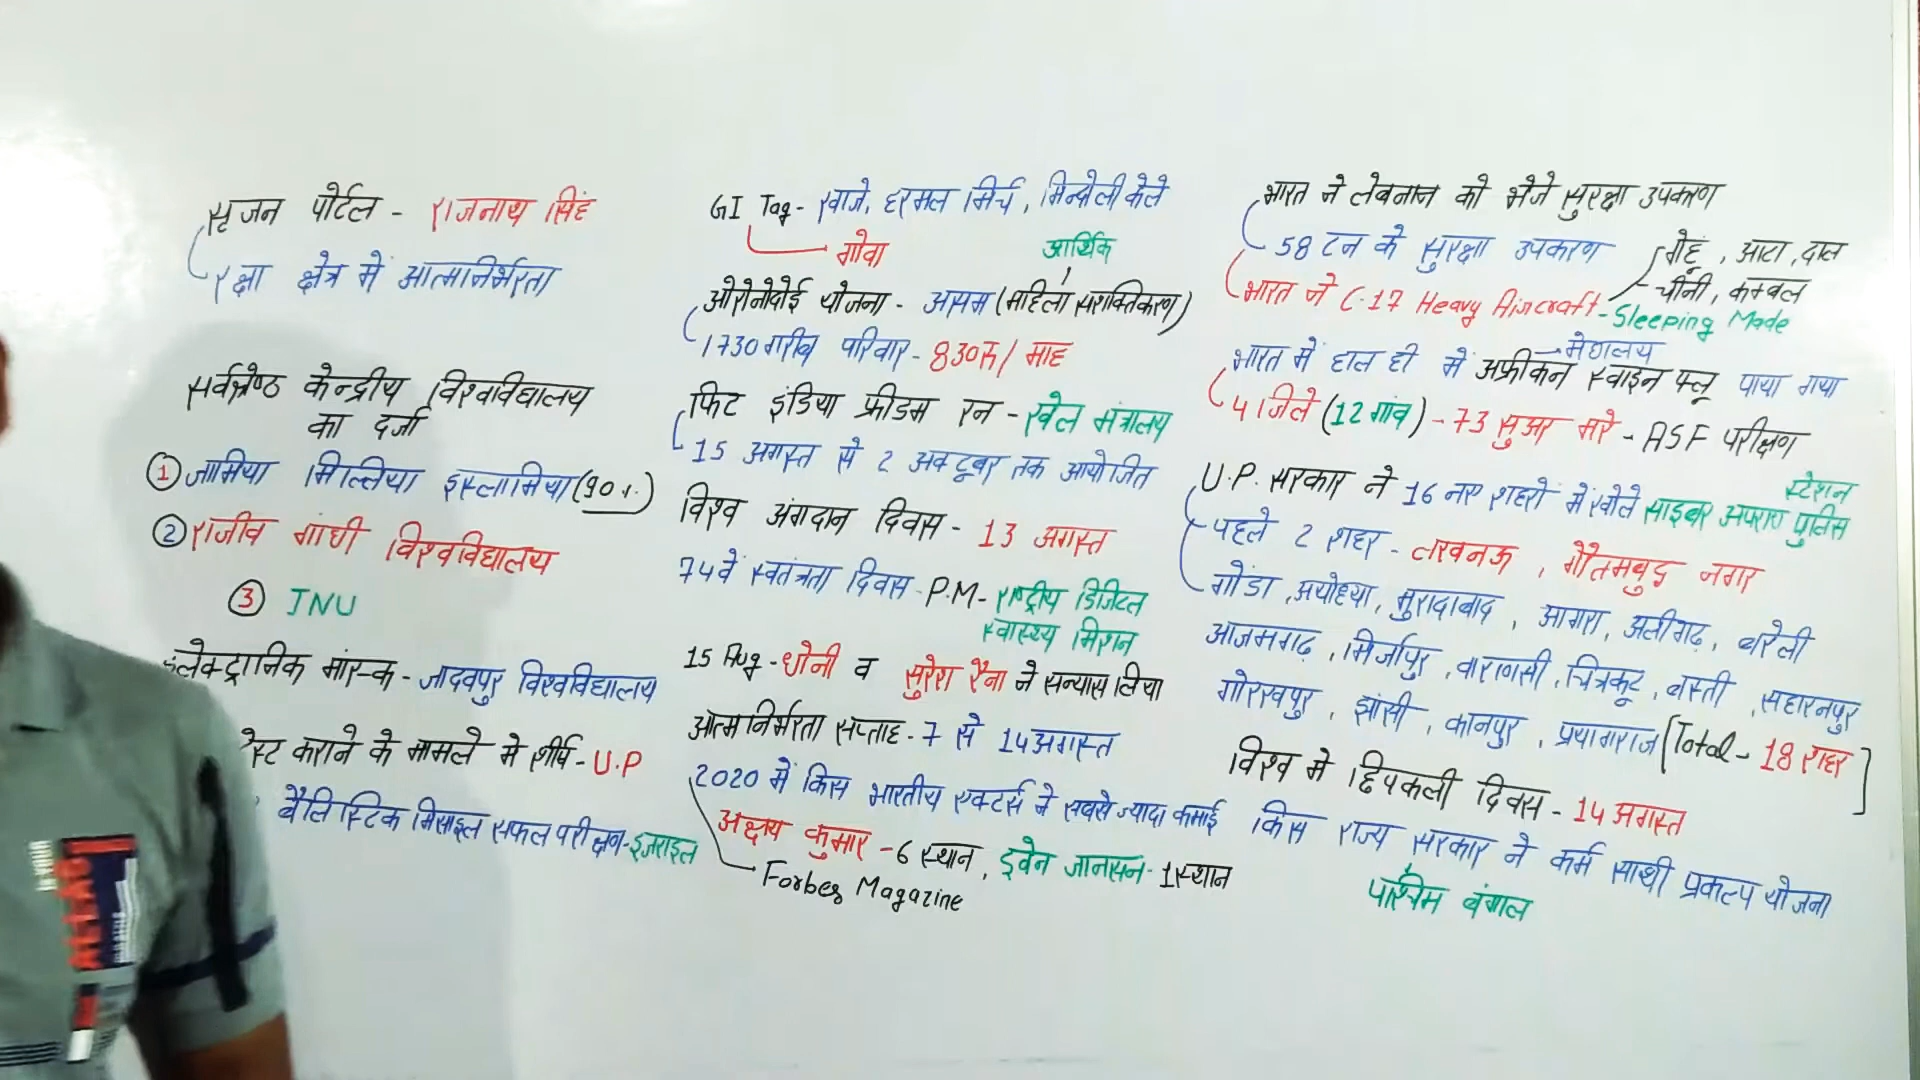 सृजन पोर्टल - राजनाथ सिंह
रक्षा क्षेत्र में आत्मनिर्भरता
सर्वश्रेष्ठ केन्द्रीय विश्वविद्यालय
का दर्जा
① जामिया मिल्लिया इस्लामिया (90%)
② राजीव गांधी विश्वविद्यालय
③ JNU
लेक्ट्रानिक मास्क - जादवपुर विश्वविद्यालय
स्ट कराने के मामले मे शीर्ष - U.P
बैलिस्टिक मिसाइल सफल परीक्षण - इजराइल
GI Tag - खाजे, हरमल मिर्च, मिन्डोली केले
गोवा
आर्थिक
ओरोनोदोई योजना - असम (महिला सशक्तिकरण)
1730 गरीब परिवार - 830रु/ माह
फिट इंडिया फ्रीडम रन - खेल मंत्रालय
15 अगस्त से 2 अक्टूबर तक आयोजित
विश्व अंगदान दिवस - 13 अगस्त
74वें स्वतंत्रता दिवस - P.M - राष्ट्रीय डिजिटल
स्वास्थ्य मिशन
15 Aug - धोनी व सुरेश रैना ने सन्यास लिया
आत्मनिर्भरता सप्ताह - 7 से 14 अगस्त
2020 में किस भारतीय एक्टर्स ने सबसे ज्यादा कमाई
अक्षय कुमार - 6 स्थान, ड्वेन जानसन - 1 स्थान
Forbes Magazine
भारत ने लेबनान को भेजे सुरक्षा उपकरण
58 टन के सुरक्षा उपकरण
गेहूं, आटा, दाल
चीनी, कम्बल
भारत ने C-17 Heavy Aircraft - Sleeping Made
मेघालय
भारत में हाल ही में अफ्रीकन स्वाइन फ्लू पाया गया
4 जिले (12 गांव) - 73 सुअर मरे - ASF परीक्षण
स्टेशन
U.P. सरकार ने 16 नए शहरों में खोले साइबर अपराध पुलिस
पहले 2 शहर - लखनऊ, गौतमबुद्ध नगर
गोंडा, अयोध्या, मुरादाबाद, आगरा, अलीगढ़, बरेली
आजमगढ़, मिर्जापुर, वाराणसी, चित्रकूट, बस्ती, सहारनपुर
गोरखपुर, झांसी, कानपुर, प्रयागराज [Total - 18 शहर]
विश्व मे छिपकली दिवस - 14 अगस्त
किस राज्य सरकार ने कर्म साथी प्रकल्प योजना
पश्चिम बंगाल